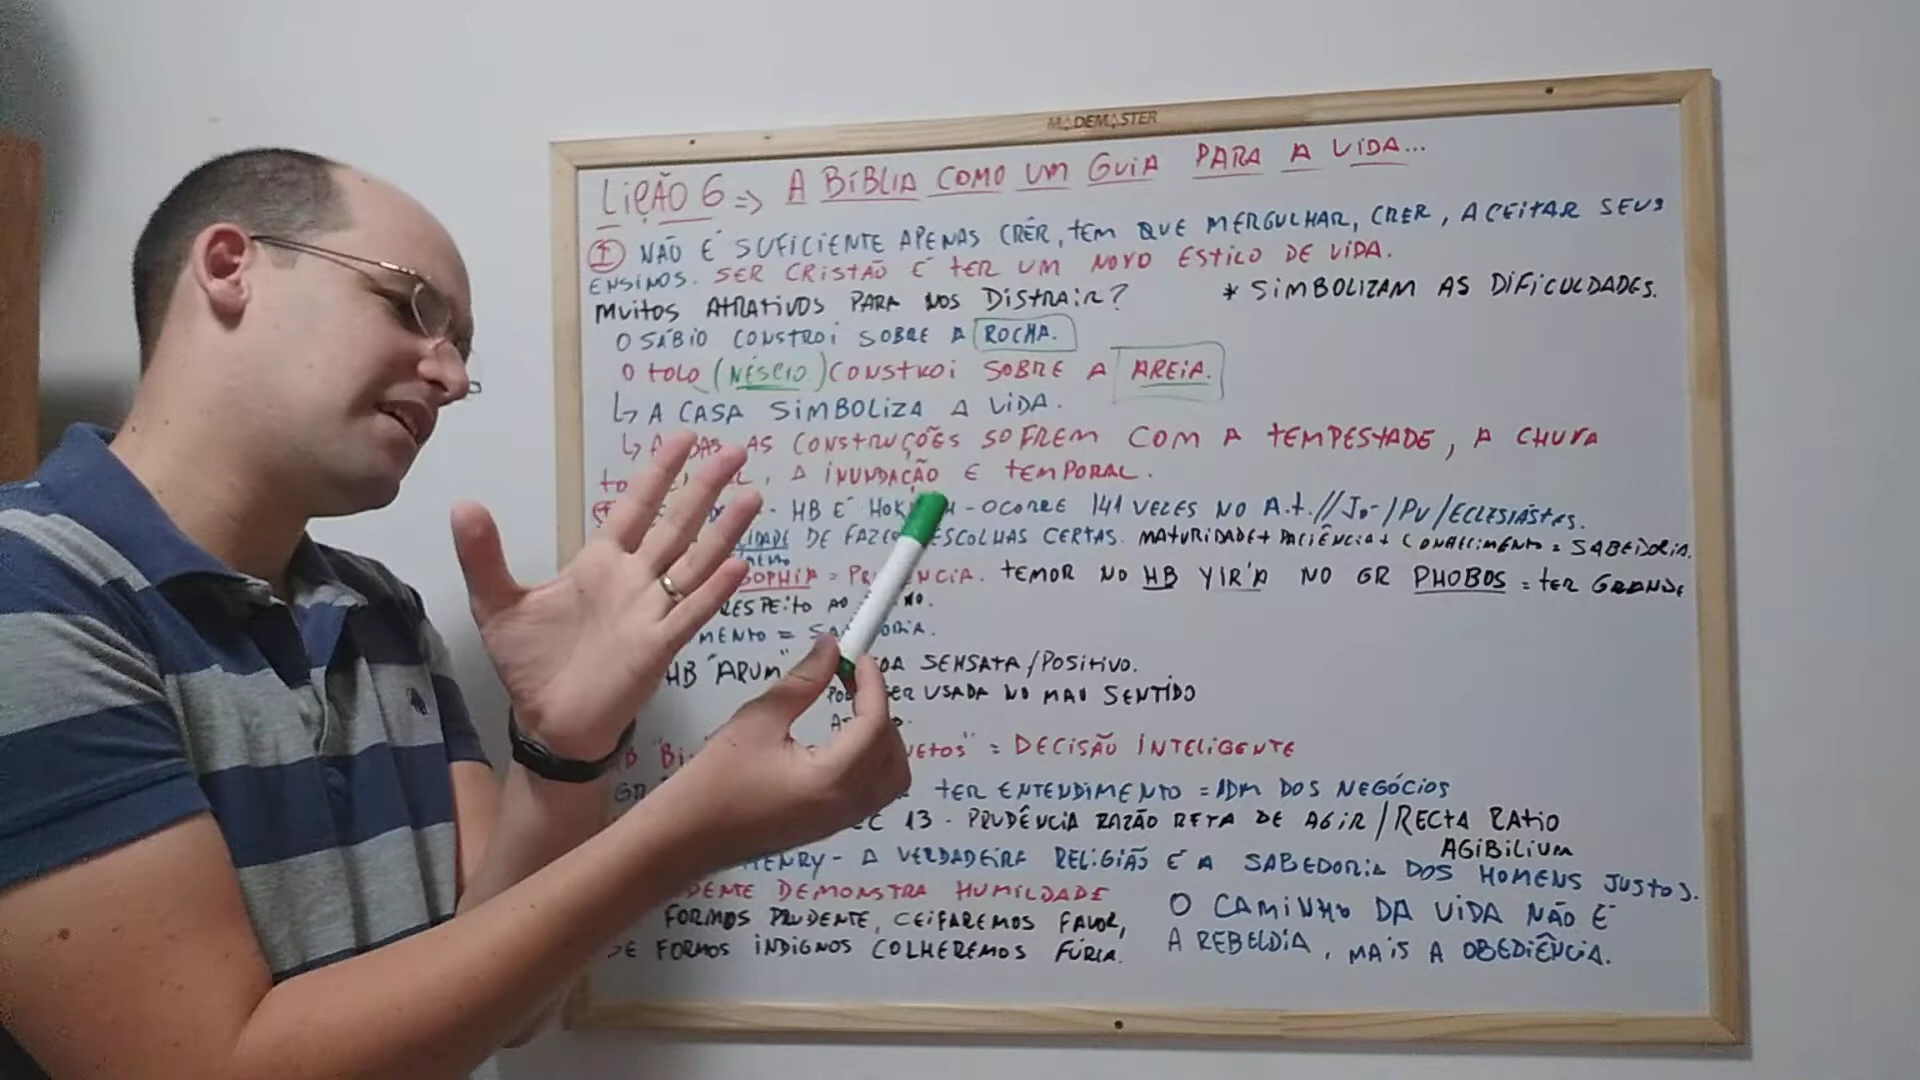 MADEMASTER
LIÇÃO 6 => A BÍBLIA COMO UM GUIA PARA A VIDA...
I NÃO É SUFICIENTE APENAS CRÊR, TEM QUE MERGULHAR, CRER, ACEITAR SEUS
ENSINOS. SER CRISTÃO É TER UM NOVO ESTILO DE VIDA.
MUITOS ATRATIVOS PARA NOS DISTRAIR? * SIMBOLIZAM AS DIFICULDADES.
O SÁBIO CONSTROI SOBRE A ROCHA.
O TOLO (NÉSCIO) CONSTROI SOBRE A AREIA.
↳ A CASA SIMBOLIZA A VIDA.
↳ AS CONSTRUÇÕES SOFREM COM A TEMPESTADE, A CHUVA
A INUNDAÇÃO E TEMPORAL.
- HB É - OCORRE 141 VEZES NO A.T. // JÓ / PV / ECLESIÁSTES.
DE FAZER ESCOLHAS CERTAS. MATURIDADE + PACIÊNCIA + CONHECIMENTO = SABEDORIA.
SOPHIA = TEMOR NO HB YIR'A NO GR PHOBOS = TER GRANDE
RESPEITO AO
=
HB "ARUM" SENSATA / POSITIVO.
SER USADA NO MAU SENTIDO
= DECISÃO INTELIGENTE
TER ENTENDIMENTO = ADM DOS NEGÓCIOS
13 - PRUDÊNCIA RAZÃO RETA DE AGIR / RECTA RATIO
AGIBILIUM
HENRY - A VERDADEIRA RELIGIÃO É A SABEDORIA DOS HOMENS JUSTOS.
DEMONSTRA HUMILDADE
FORMOS PRUDENTE, CEIFAREMOS FAVOR,
SE FORMOS INDIGNOS COLHEREMOS FÚRIA.
O CAMINHO DA VIDA NÃO É
A REBELDIA, MAIS A OBEDIÊNCIA.